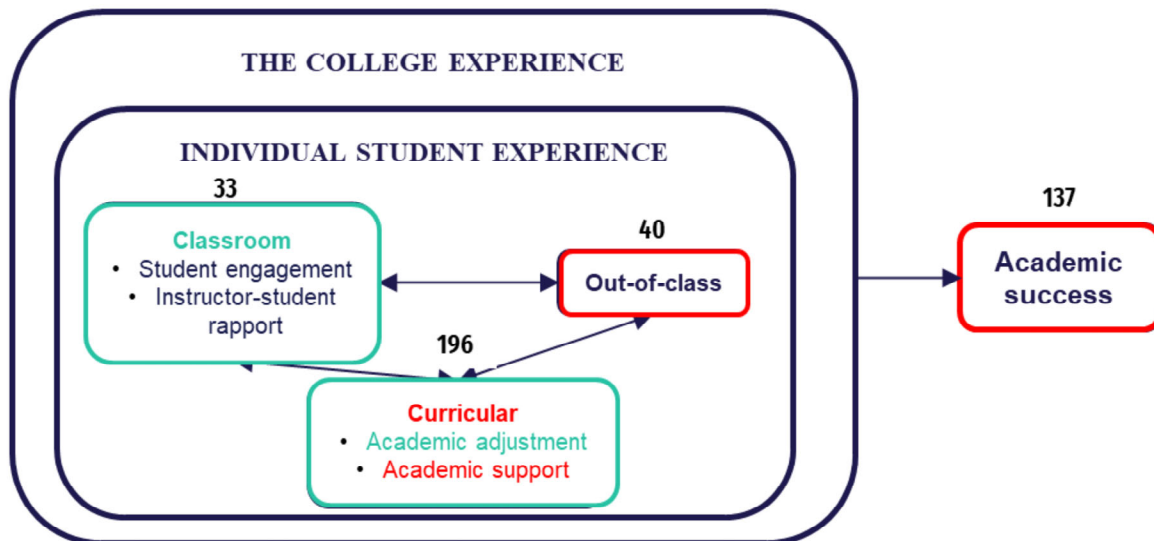 THE COLLEGE EXPERIENCE
INDIVIDUAL STUDENT EXPERIENCE
33
Classroom
• Student engagement
• Instructor-student
rapport
40
Out-of-class
196
Curricular
• Academic adjustment
• Academic support
137
Academic
success